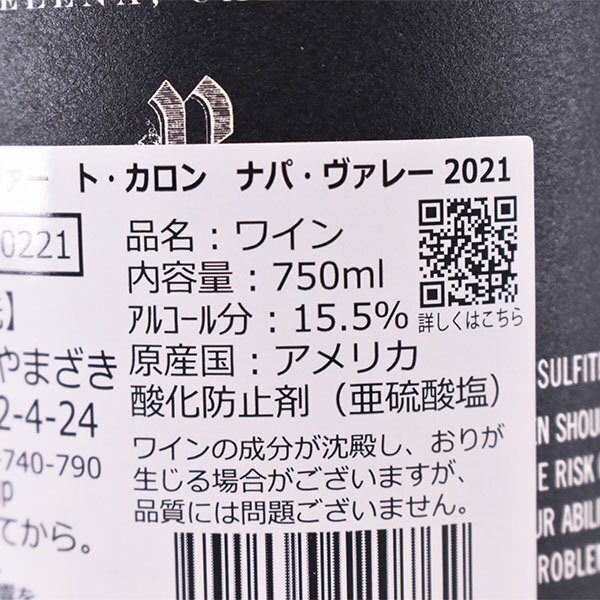 ELENA, 
P
ァー ト・カロン ナパ・ヴァレー 2021
0221
品名：ワイン
内容量：750ml
ｱﾙｺｰﾙ分：15.5%
原産国：アメリカ
酸化防止剤（亜硫酸塩）
詳しくはこちら
ワインの成分が沈殿し、おりが
生じる場合がございますが、
品質には問題ございません。
】
やまざき
2-4-24
-740-790
p
てから。
SULFITE
EN SHOU
E RISK
UR ABILI
ROBLEM